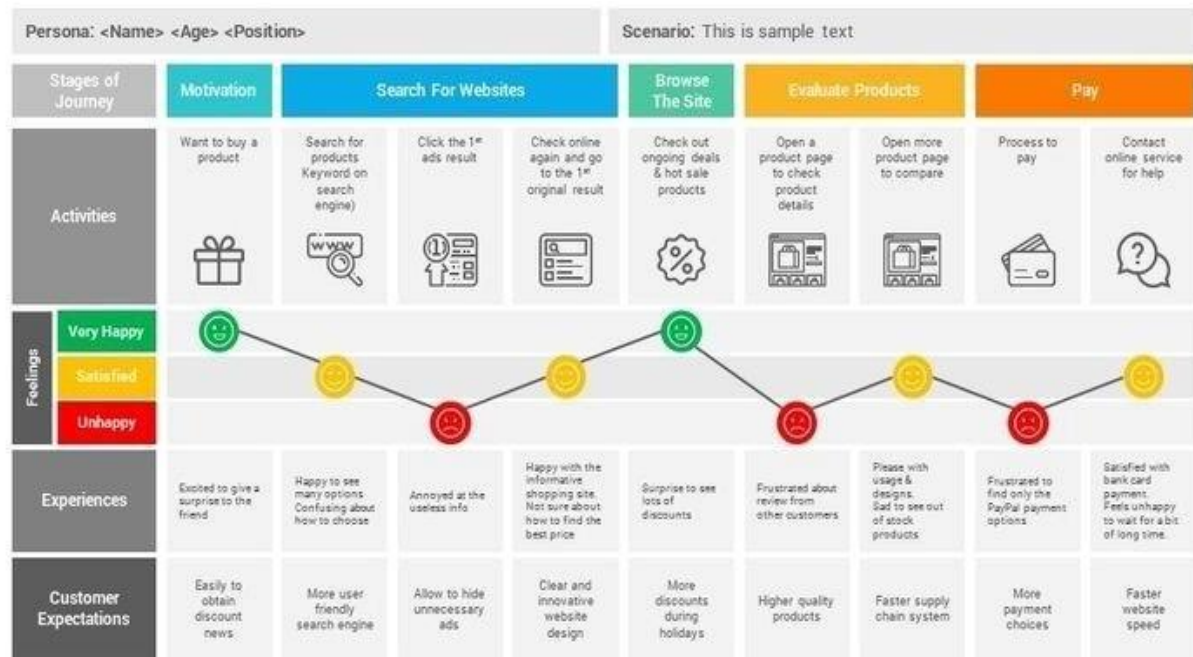 Persona: <Name> <Age> <Position>
Scenario: This is sample text
Stages of
Journey
Motivation
Search For Websites
Browse
The Site
Evaluate Products
Pay
Activities
Want to buy a
product
Search for
products
Keyword on
search
engine)
Click the 1st
ads result
Check online
again and go
to the 1st
original result
Check out
ongoing deals
& hot sale
products
Open a
product page
to check
product
details
Open more
product page
to compare
Process to
pay
Contact
online service
for help
www
1
%
?
Feelings
Very Happy
Satisfied
Unhappy
Experiences
Excited to give a
surprise to the
friend
Happy to see
many options
Confusing about
how to choose
Annoyed at the
useless info
Happy with the
informative
shopping site.
Not sure about
how to find the
best price
Surprise to see
lots of
discounts
Frustrated about
review from
other customers
Please with
usage &
designs.
Sad to see out
of stock
products
Frustrated to
find only the
PayPal payment
options
Satisfied with
bank card
payment.
Feels unhappy
to wait for a bit
of long time.
Customer
Expectations
Easily to
obtain
discount
news
More user
friendly
search engine
Allow to hide
unnecessary
ads
Clear and
innovative
website
design
More
discounts
during
holidays
Higher quality
products
Faster supply
chain system
More
payment
choices
Faster
website
speed